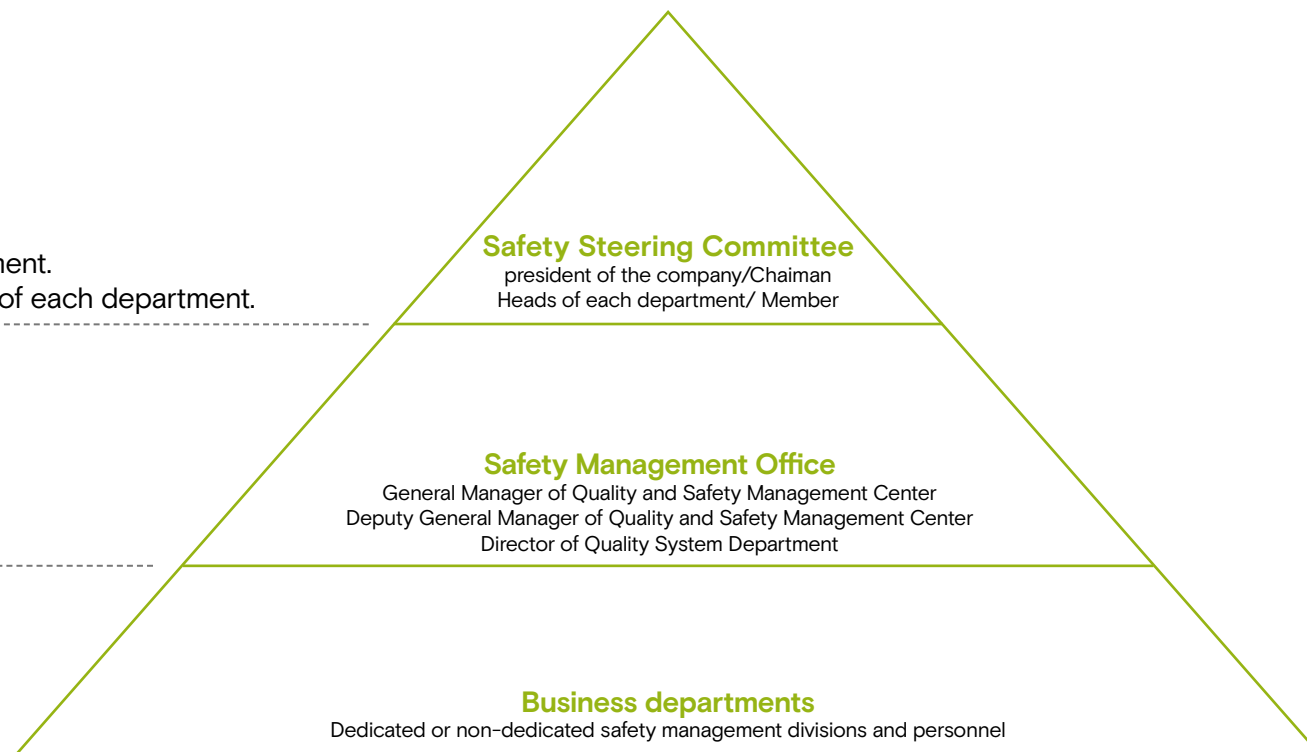 ment.
of each department.
Safety Steering Committee
president of the company/Chaiman
Heads of each department/ Member
Safety Management Office
General Manager of Quality and Safety Management Center
Deputy General Manager of Quality and Safety Management Center
Director of Quality System Department
Business departments
Dedicated or non-dedicated safety management divisions and personnel